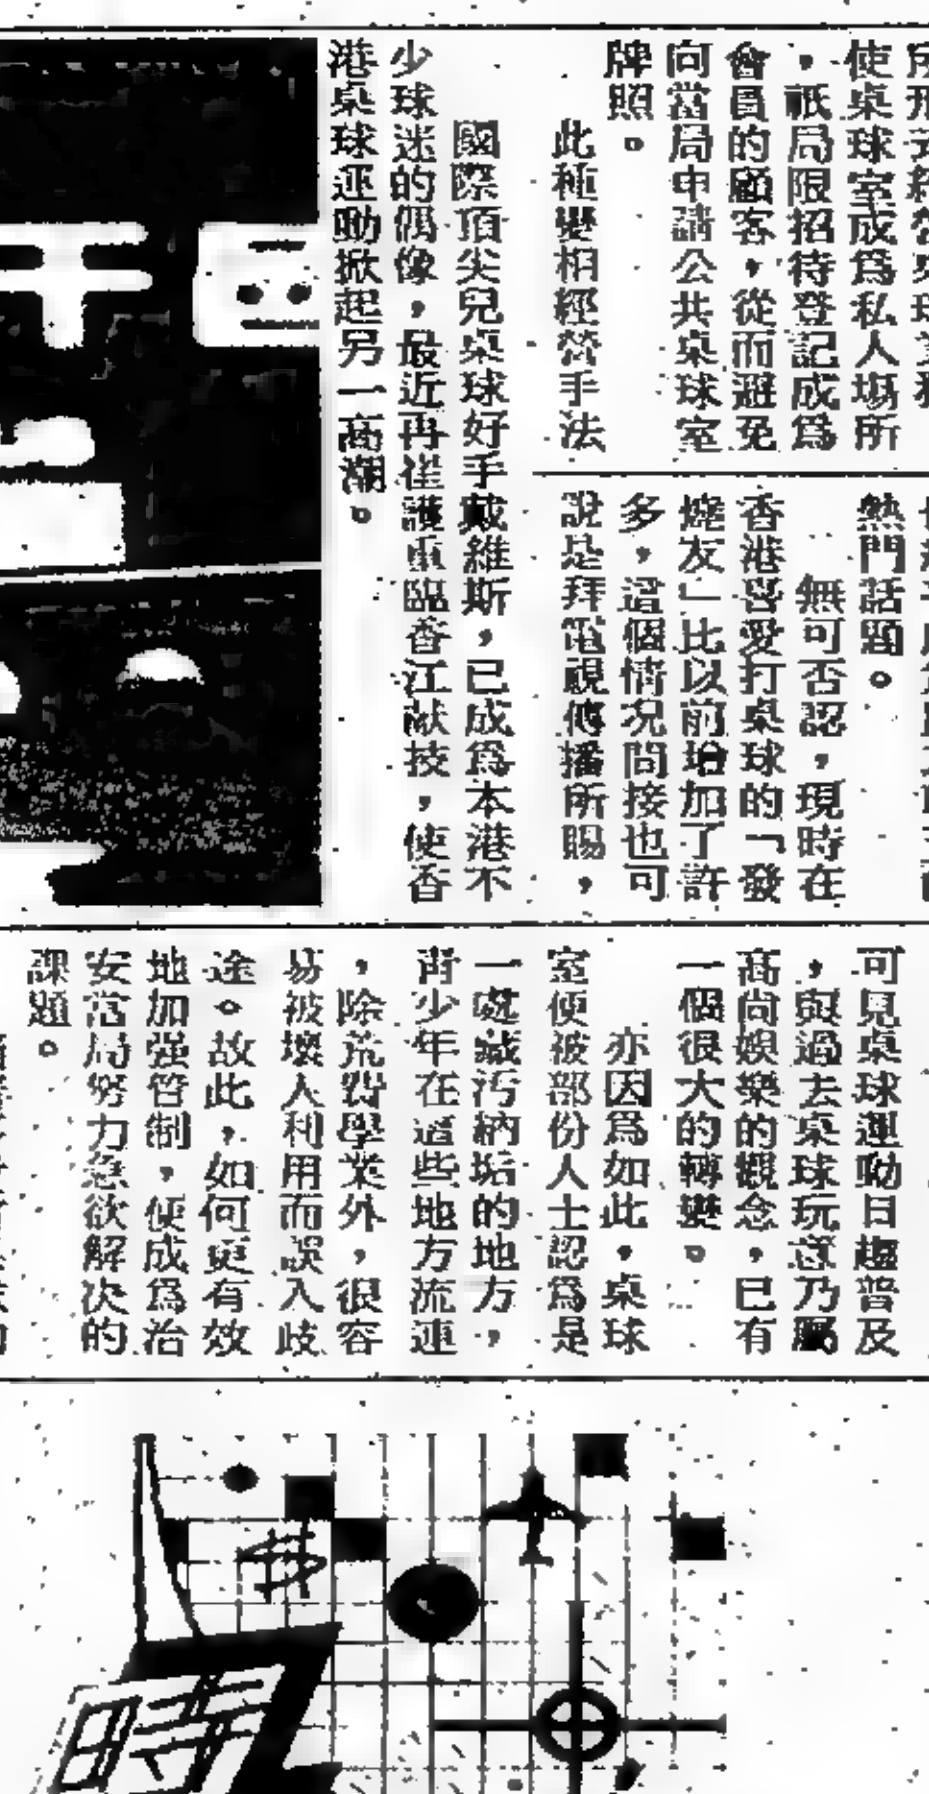 使桌球室成爲私人場所
，祇局限招待登記成爲
會員的顧客，從而避免
向當局申請公共桌球室
牌照。
此種變相經營手法
熱門話題。
無可否認，現時在
香港喜愛打桌球的「發
燒友」比以前增加了許
多，這個情況間接也可
說是拜電視傳播所賜，
國際頂尖兒桌球好手戴維斯，已成爲本港不
少球迷的偶像，最近再崔護重臨香江献技，使香
港桌球運動掀起另一高潮。
可見桌球運動日趨普及
，與過去桌球玩意乃屬
高尚娛樂的觀念，已有
一個很大的轉變。
亦因爲如此，桌球
室便被部份人士認爲是
一處藏污納垢的地方，
青少年在這些地方流連
，除荒費學業外，很容
易被壞人利用而誤入歧
途。故此，如何更有效
地加强管制，便成爲治
安當局努力急欲解决的
課題。
時